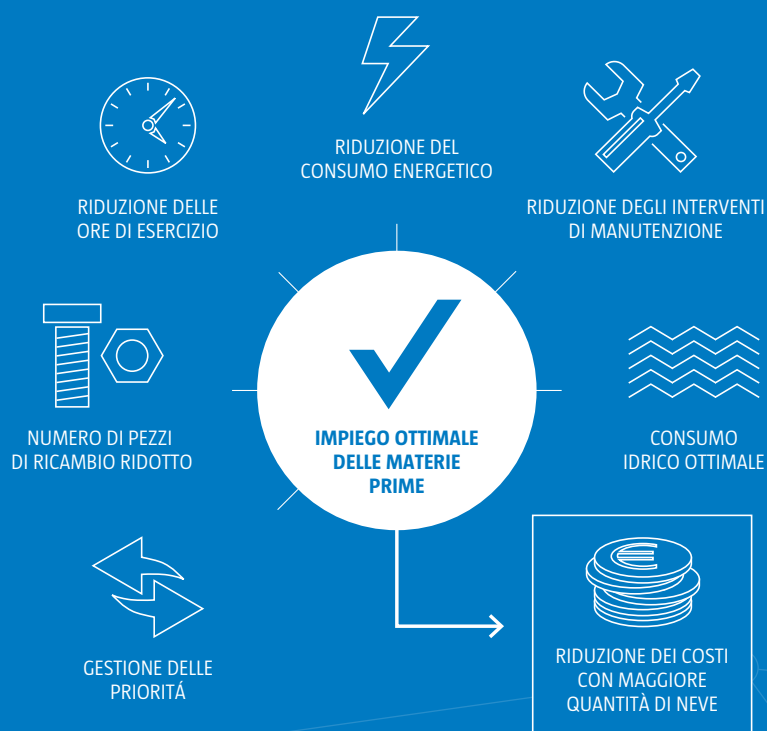 RIDUZIONE DEL
CONSUMO ENERGETICO
RIDUZIONE DELLE
ORE DI ESERCIZIO
RIDUZIONE DEGLI INTERVENTI
DI MANUTENZIONE
NUMERO DI PEZZI
DI RICAMBIO RIDOTTO
IMPIEGO OTTIMALE
DELLE MATERIE
PRIME
CONSUMO
IDRICO OTTIMALE
GESTIONE DELLE
PRIORITÁ
€
RIDUZIONE DEI COSTI
CON MAGGIORE
QUANTITÀ DI NEVE